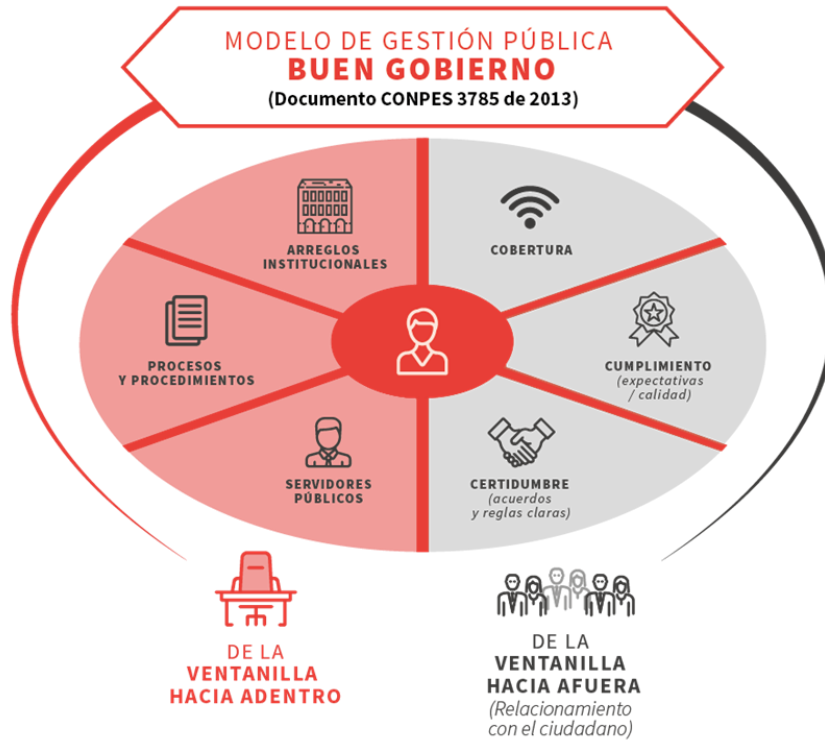 MODELO DE GESTIÓN PÚBLICA
BUEN GOBIERNO
(Documento CONPES 3785 de 2013)
ARREGLOS
INSTITUCIONALES
COBERTURA
PROCESOS
Y PROCEDIMIENTOS
CUMPLIMIENTO
(expectativas
/ calidad)
SERVIDORES
PÚBLICOS
CERTIDUMBRE
(acuerdos
y reglas claras)
DE LA
VENTANILLA
HACIA ADENTRO
DE LA
VENTANILLA
HACIA AFUERA
(Relacionamiento
con el ciudadano)